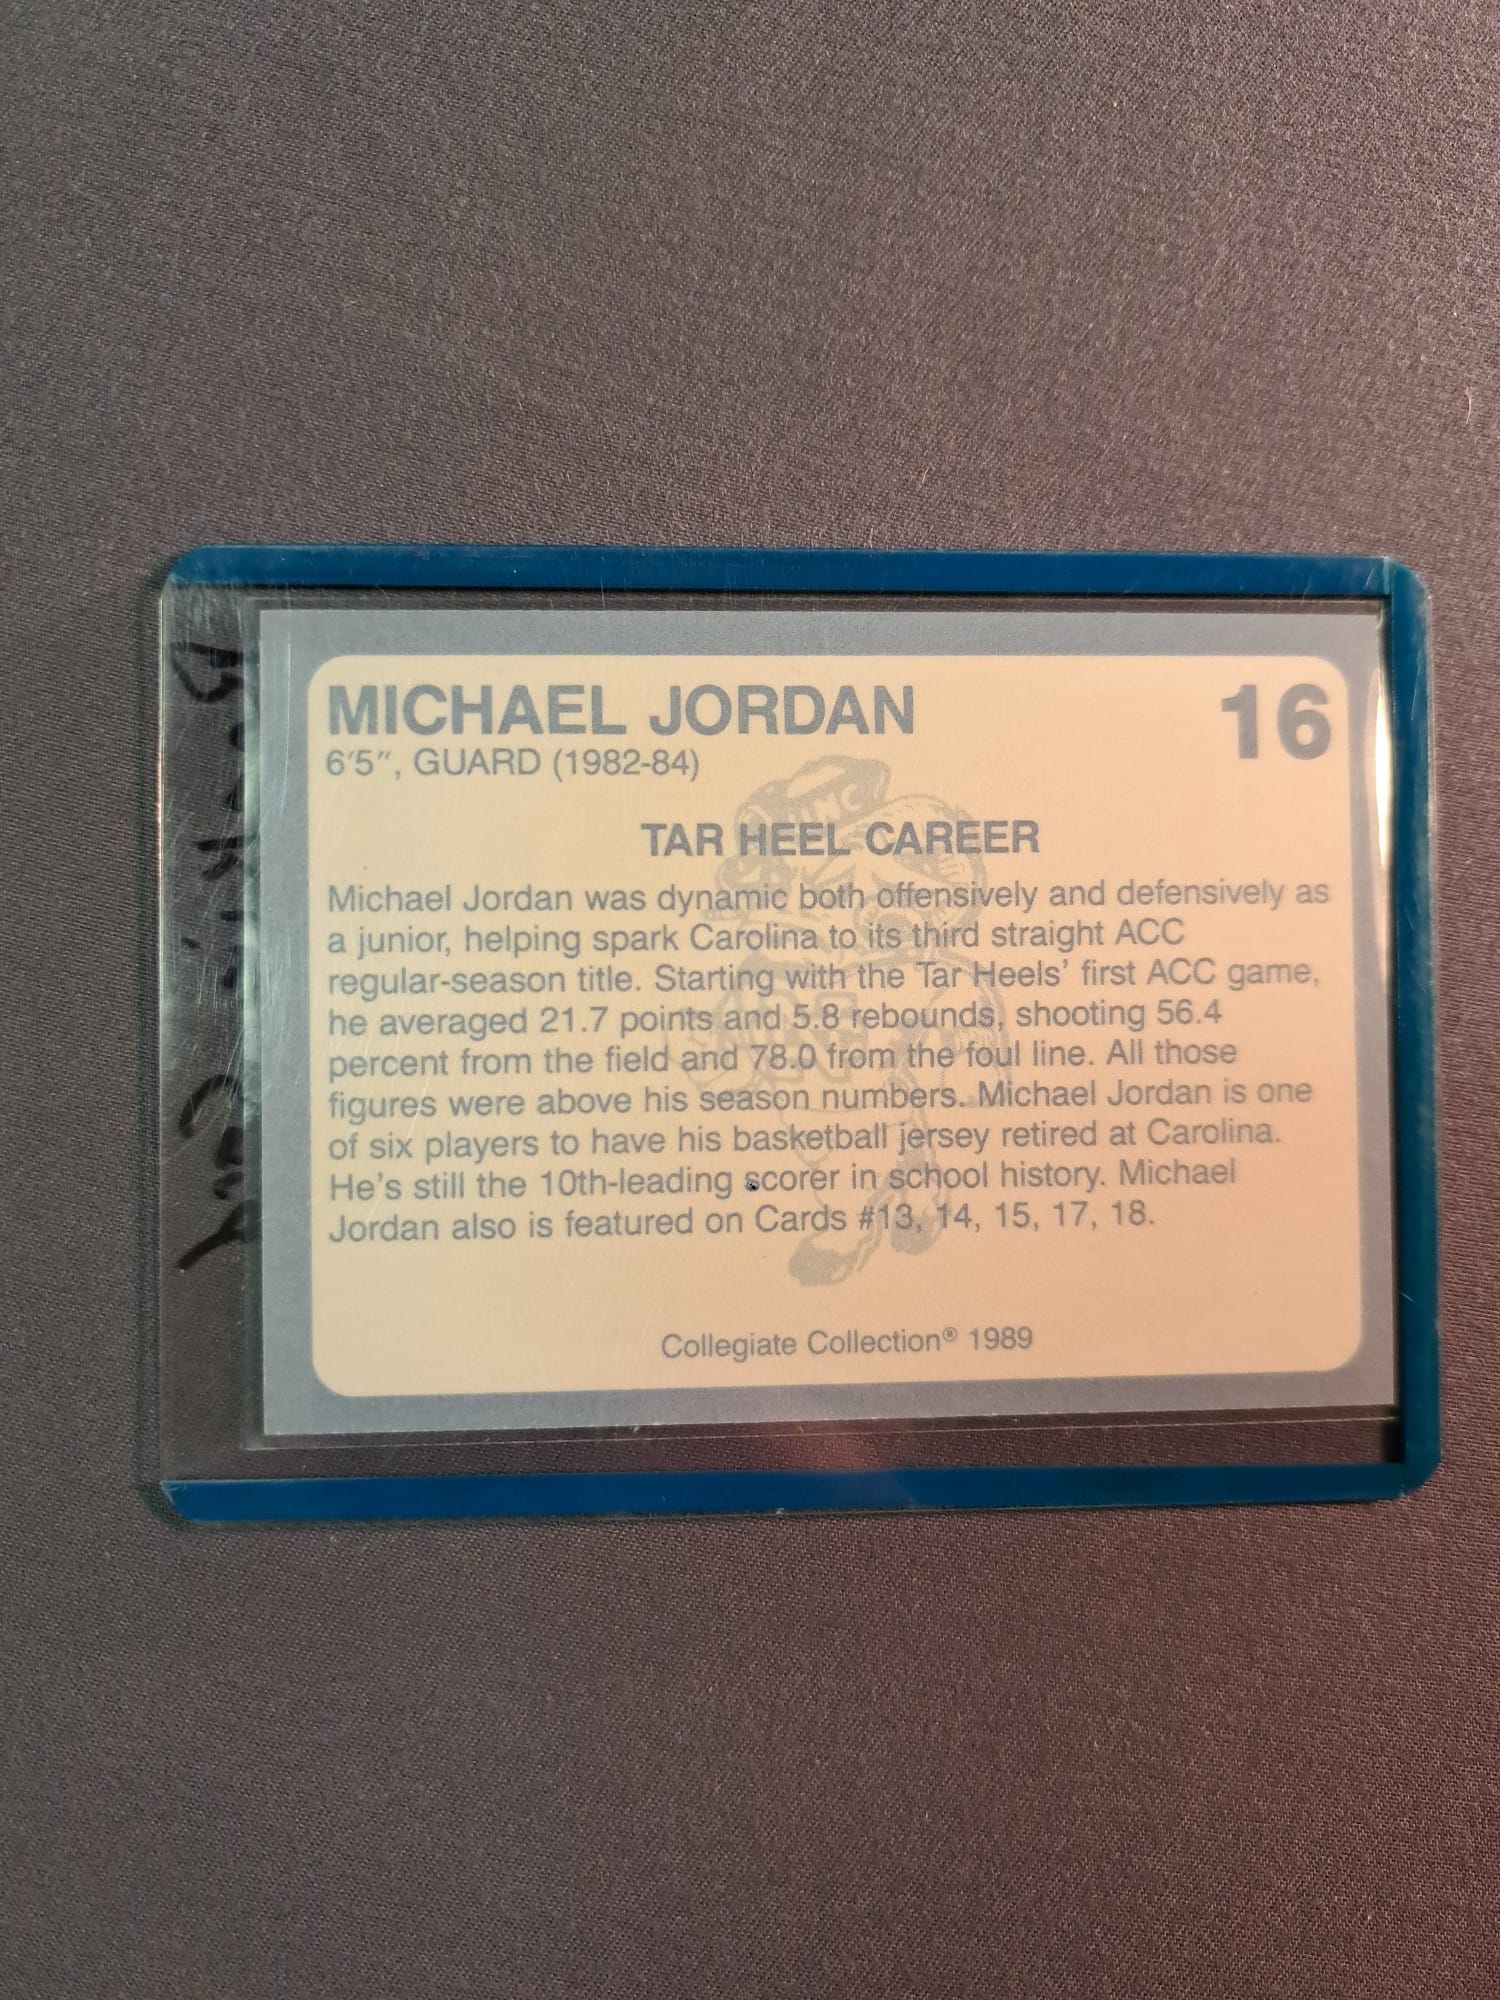 MICHAEL JORDAN
16
6'5", GUARD (1982-84)
TAR HEEL CAREER
Michael Jordan was dynamic both offensively and defensively as
a junior, helping spark Carolina to its third straight ACC
regular-season title. Starting with the Tar Heels' first ACC game,
he averaged 21.7 points and 5.8 rebounds, shooting 56.4
percent from the field and 78.0 from the foul line. All those
figures were above his season numbers. Michael Jordan is one
of six players to have his basketball jersey retired at Carolina.
He's still the 10th-leading scorer in school history. Michael
Jordan also is featured on Cards #13, 14, 15, 17, 18.
Collegiate Collection® 1989
UNC